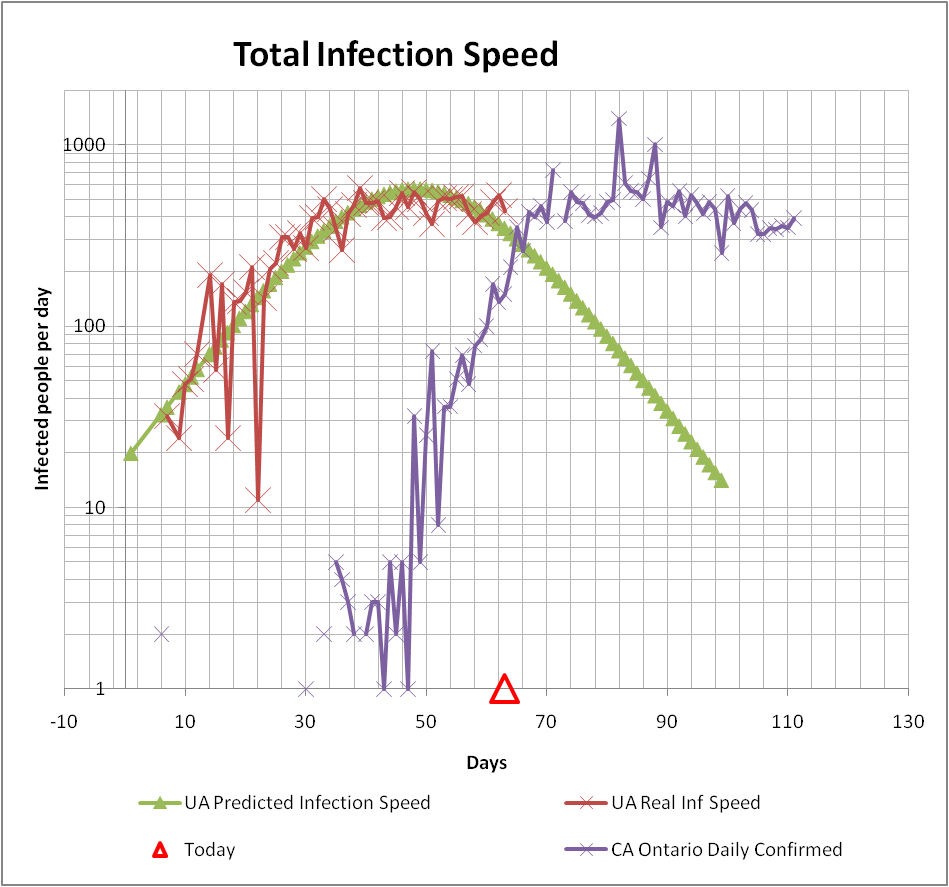 Total Infection Speed
1000
100
10
1
Infected people per day
-10 10 30 50 70 90 110 130
Days
UA Predicted Infection Speed
UA Real Inf Speed
Today
CA Ontario Daily Confirmed